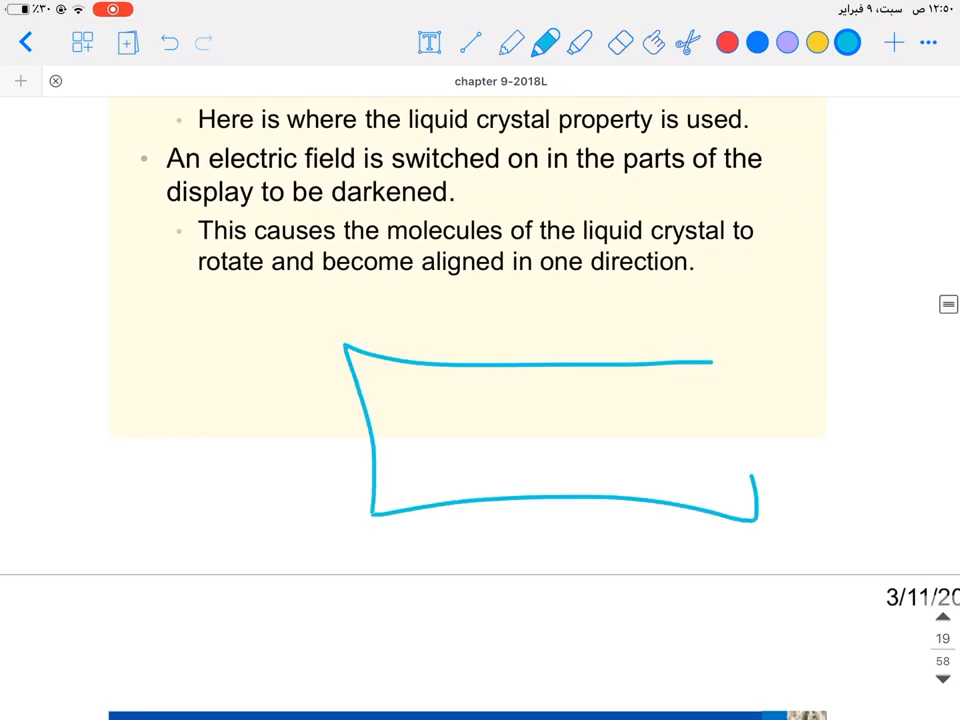 ٪٣٠ ١٢:٥٠ ص سبت، ٩ فبراير
chapter 9-2018L
• Here is where the liquid crystal property is used.
• An electric field is switched on in the parts of the
display to be darkened.
• This causes the molecules of the liquid crystal to
rotate and become aligned in one direction.
3/11/20
19
58